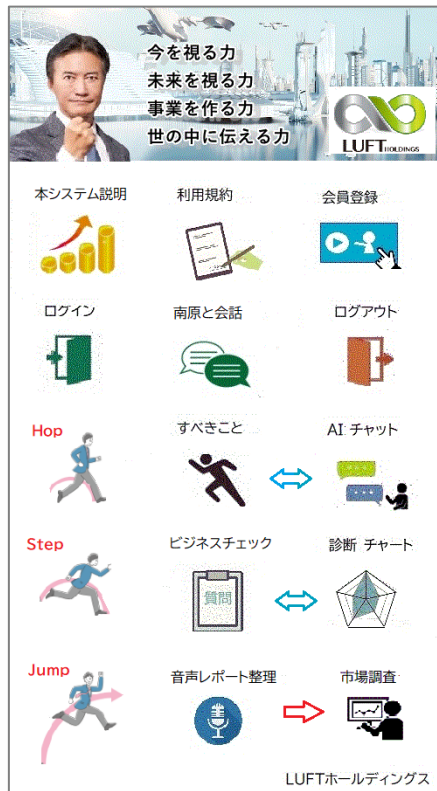 今を視る力
未来を視る力
事業を作る力
世の中に伝える力
LUFT HOLDINGS
本システム説明
利用規約
会員登録
ログイン
南原と会話
ログアウト
Hop
すべきこと
AI チャット
Step
ビジネスチェック
診断 チャート
質問
Jump
音声レポート整理
市場調査
LUFTホールディングス